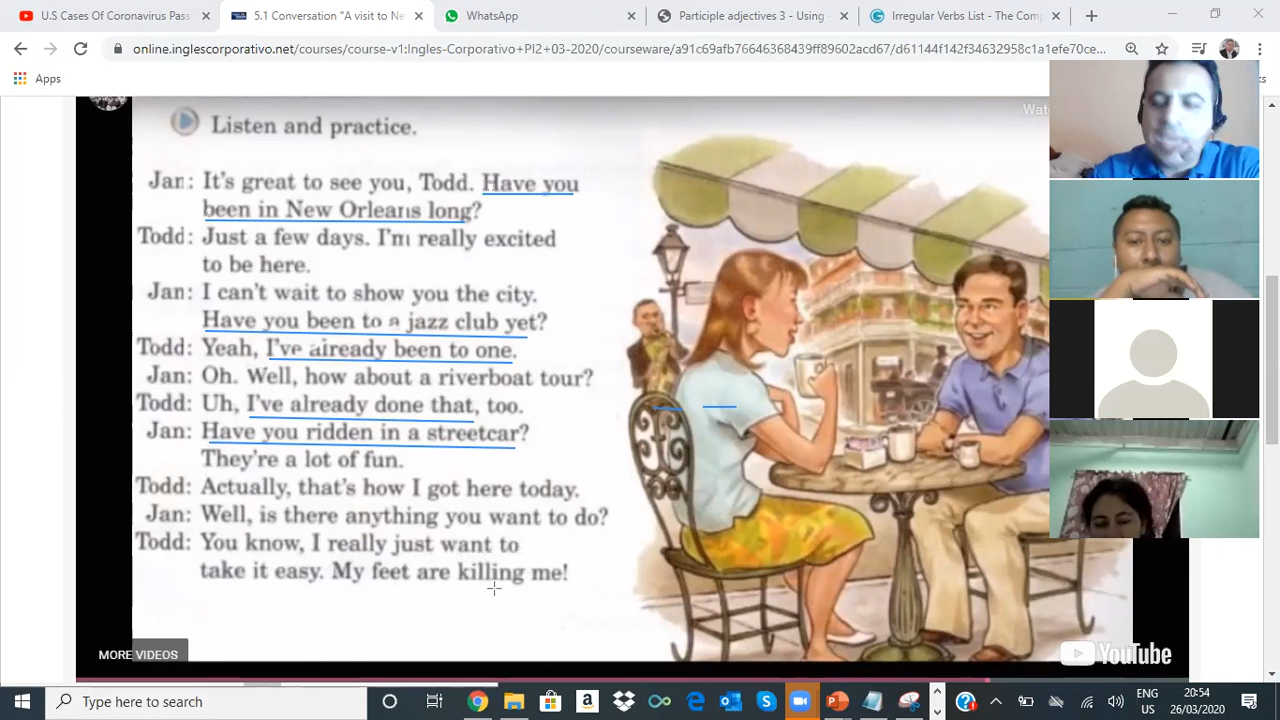 U.S Cases Of Coronavirus Pass
5.1 Conversation "A visit to Ne
WhatsApp
Participle adjectives 3 - Using
Irregular Verbs List - The Com
online.inglescorporativo.net/courses/course-v1:Ingles-Corporativo+PI2+03-2020/courseware/a91c69afb76846368439ff89602acd67/d61144f142f34632958c1a1efe70ce...
Apps
Listen and practice.
Jan: It's great to see you, Todd. Have you
been in New Orleans long?
Todd: Just a few days. I'm really excited
to be here.
Jan: I can't wait to show you the city.
Have you been to a jazz club yet?
Todd: Yeah, I've already been to one.
Jan: Oh. Well, how about a riverboat tour?
Todd: Uh, I've already done that, too.
Jan: Have you ridden in a streetcar?
They're a lot of fun.
Todd: Actually, that's how I got here today.
Jan: Well, is there anything you want to do?
Todd: You know, I really just want to
take it easy. My feet are killing me!
MORE VIDEOS
YouTube
Type here to search
ENG
US
20:54
26/03/2020